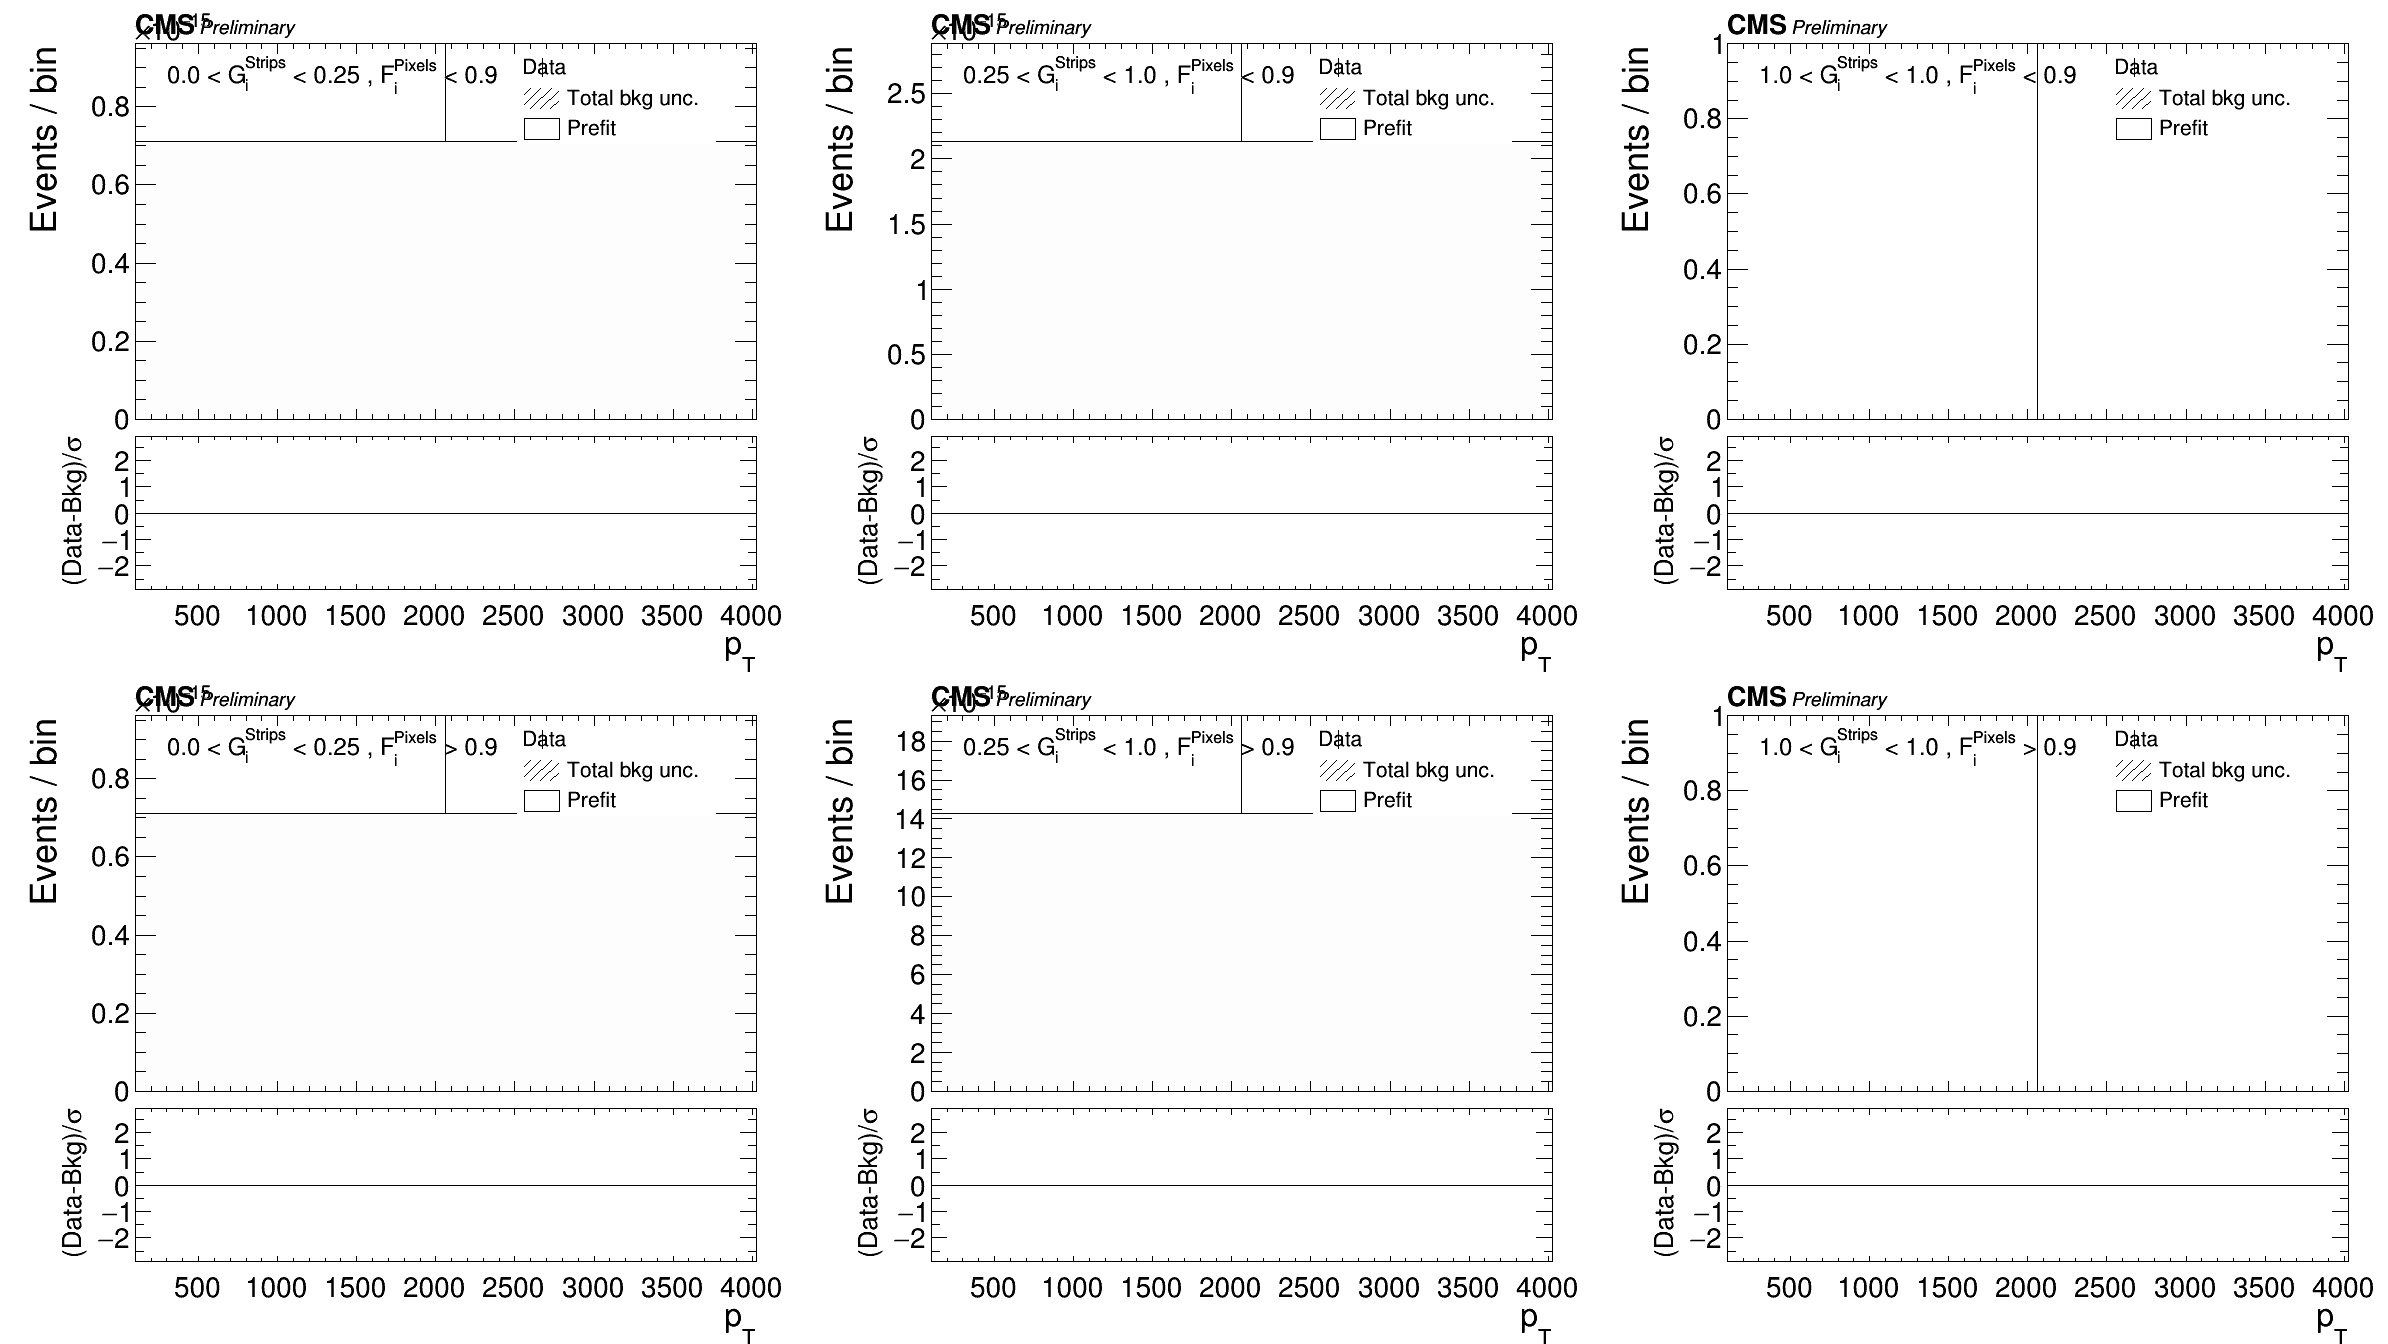 CMS Preliminary
Events / bin
0.0 < G_i^Strips < 0.25 , F_i^Pixels < 0.9
Data
Total bkg unc.
Prefit
0.8
0.6
0.4
0.2
0
(Data-Bkg)/σ
2
1
0
−1
−2
500 1000 1500 2000 2500 3000 3500 4000
p_T
CMS Preliminary
Events / bin
0.25 < G_i^Strips < 1.0 , F_i^Pixels < 0.9
Data
Total bkg unc.
Prefit
2.5
2
1.5
1
0.5
0
(Data-Bkg)/σ
2
1
0
−1
−2
500 1000 1500 2000 2500 3000 3500 4000
p_T
CMS Preliminary
Events / bin
1.0 < G_i^Strips < 1.0 , F_i^Pixels < 0.9
Data
Total bkg unc.
Prefit
1
0.8
0.6
0.4
0.2
0
(Data-Bkg)/σ
2
1
0
−1
−2
500 1000 1500 2000 2500 3000 3500 4000
p_T
CMS Preliminary
Events / bin
0.0 < G_i^Strips < 0.25 , F_i^Pixels > 0.9
Data
Total bkg unc.
Prefit
0.8
0.6
0.4
0.2
0
(Data-Bkg)/σ
2
1
0
−1
−2
500 1000 1500 2000 2500 3000 3500 4000
p_T
CMS Preliminary
Events / bin
0.25 < G_i^Strips < 1.0 , F_i^Pixels > 0.9
Data
Total bkg unc.
Prefit
18
16
14
12
10
8
6
4
2
0
(Data-Bkg)/σ
2
1
0
−1
−2
500 1000 1500 2000 2500 3000 3500 4000
p_T
CMS Preliminary
Events / bin
1.0 < G_i^Strips < 1.0 , F_i^Pixels > 0.9
Data
Total bkg unc.
Prefit
1
0.8
0.6
0.4
0.2
0
(Data-Bkg)/σ
2
1
0
−1
−2
500 1000 1500 2000 2500 3000 3500 4000
p_T